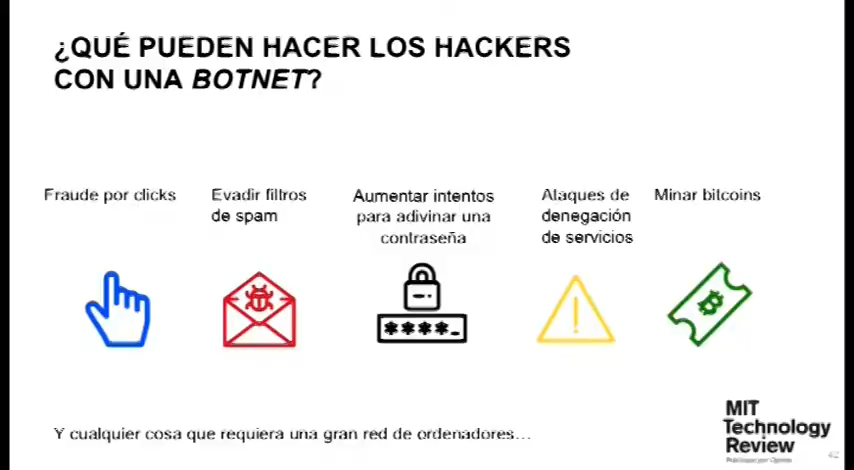 ¿QUÉ PUEDEN HACER LOS HACKERS
CON UNA BOTNET?
Fraude por clicks
Evadir filtros
de spam
Aumentar intentos
para adivinar una
contraseña
Ataques de
denegación
de servicios
Minar bitcoins
****_
Y cualquier cosa que requiera una gran red de ordenadores...
MIT
Technology
Review
42